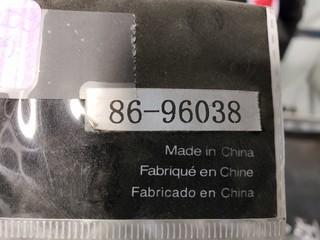 86-96038
Made in China
Fabriqué en Chine
Fabricado en China